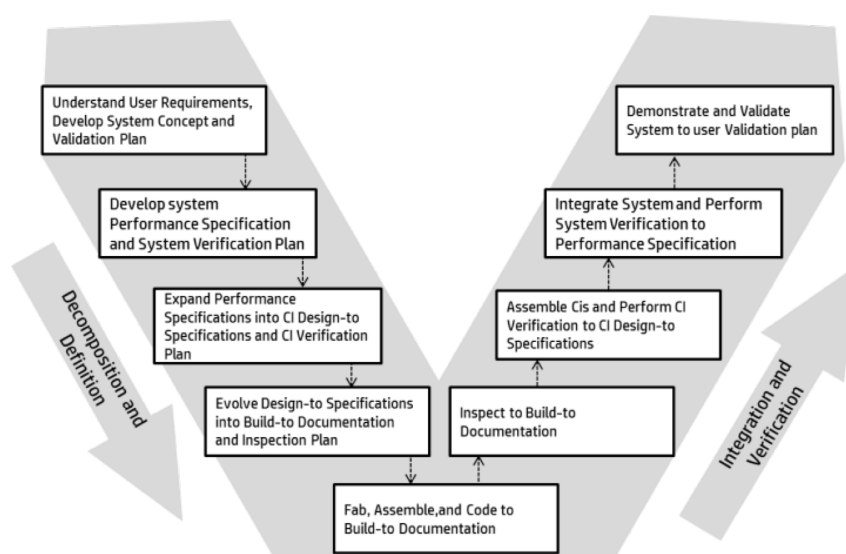 Understand User Requirements,
Develop System Concept and
Validation Plan
Develop system
Performance Specification
and System Verification Plan
Expand Performance
Specifications into CI Design-to
Specifications and CI Verification
Plan
Evolve Design-to Specifications
into Build-to Documentation
and Inspection Plan
Fab, Assemble,and Code to
Build-to Documentation
Inspect to Build-to
Documentation
Assemble Cis and Perform CI
Verification to CI Design-to
Specifications
Integrate System and Perform
System Verification to
Performance Specification
Demonstrate and Validate
System to user Validation plan
Decomposition and
Definition
Integration and
Verification